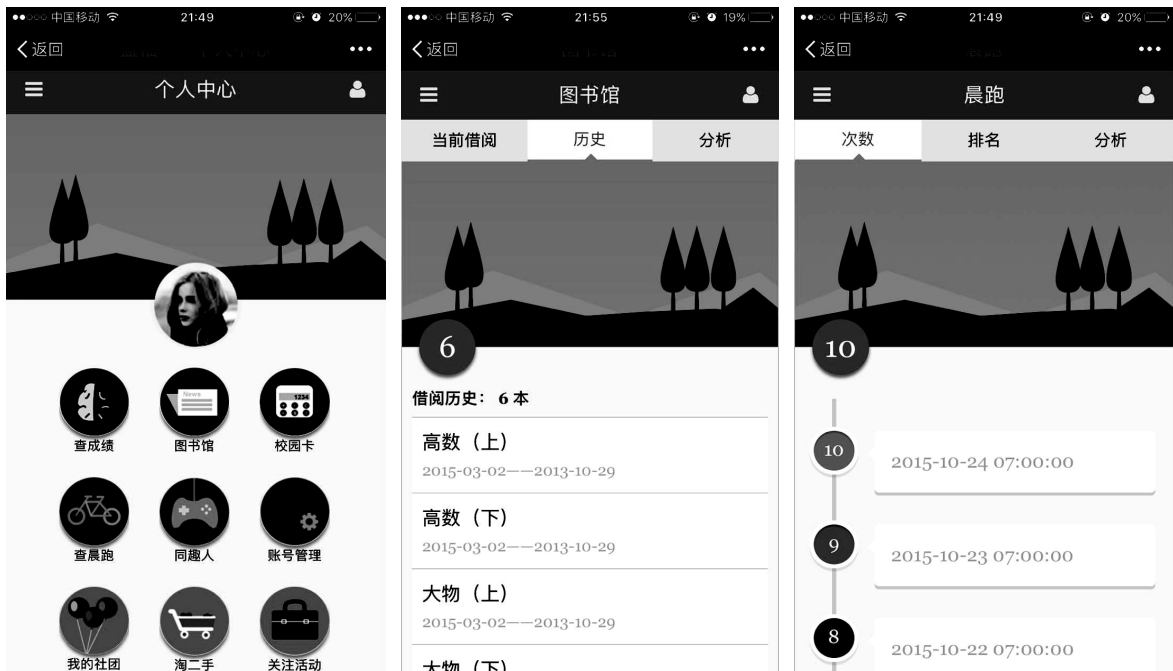 中国移动 21:49 20%
返回
个人中心
News
1234
查成绩 图书馆 校园卡
查晨跑 同趣人 账号管理
我的社团 淘二手 关注活动
中国移动 21:55 19%
返回
图书馆
当前借阅 历史 分析
6
借阅历史： 6 本
高数（上）
2015-03-02——2013-10-29
高数（下）
2015-03-02——2013-10-29
大物（上）
2015-03-02——2013-10-29
大物（下）
中国移动 21:49 20%
返回
晨跑
次数 排名 分析
10
10 2015-10-24 07:00:00
9 2015-10-23 07:00:00
8 2015-10-22 07:00:00